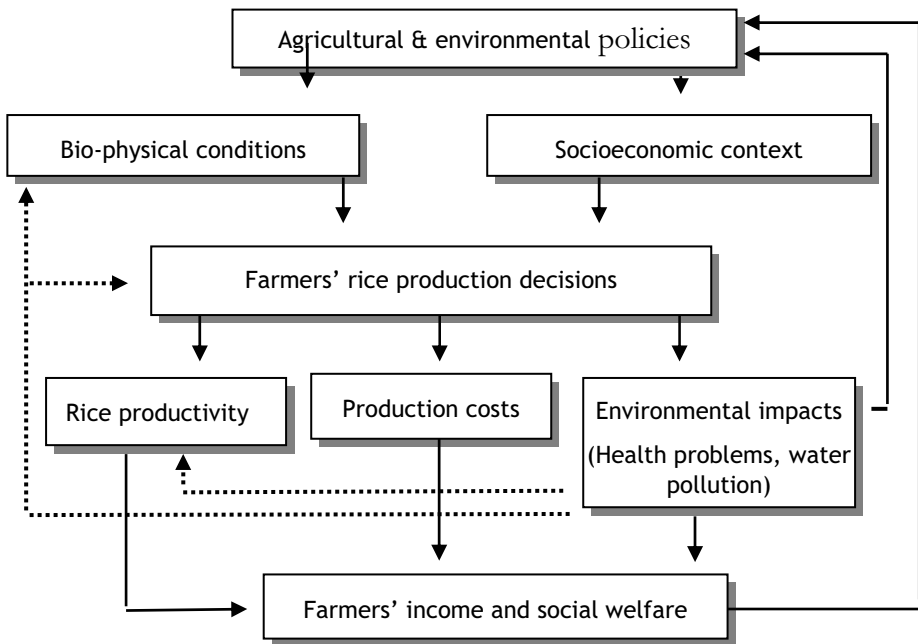 Agricultural & environmental policies
Bio-physical conditions
Socioeconomic context
Farmers’ rice production decisions
Rice productivity
Production costs
Environmental impacts
(Health problems, water
pollution)
Farmers’ income and social welfare